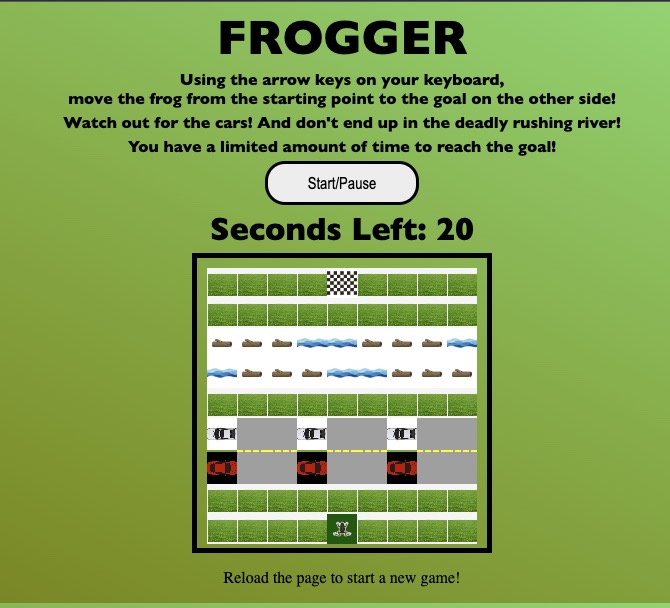 FROGGER
Using the arrow keys on your keyboard,
move the frog from the starting point to the goal on the other side!
Watch out for the cars! And don't end up in the deadly rushing river!
You have a limited amount of time to reach the goal!
Start/Pause
Seconds Left: 20
Reload the page to start a new game!